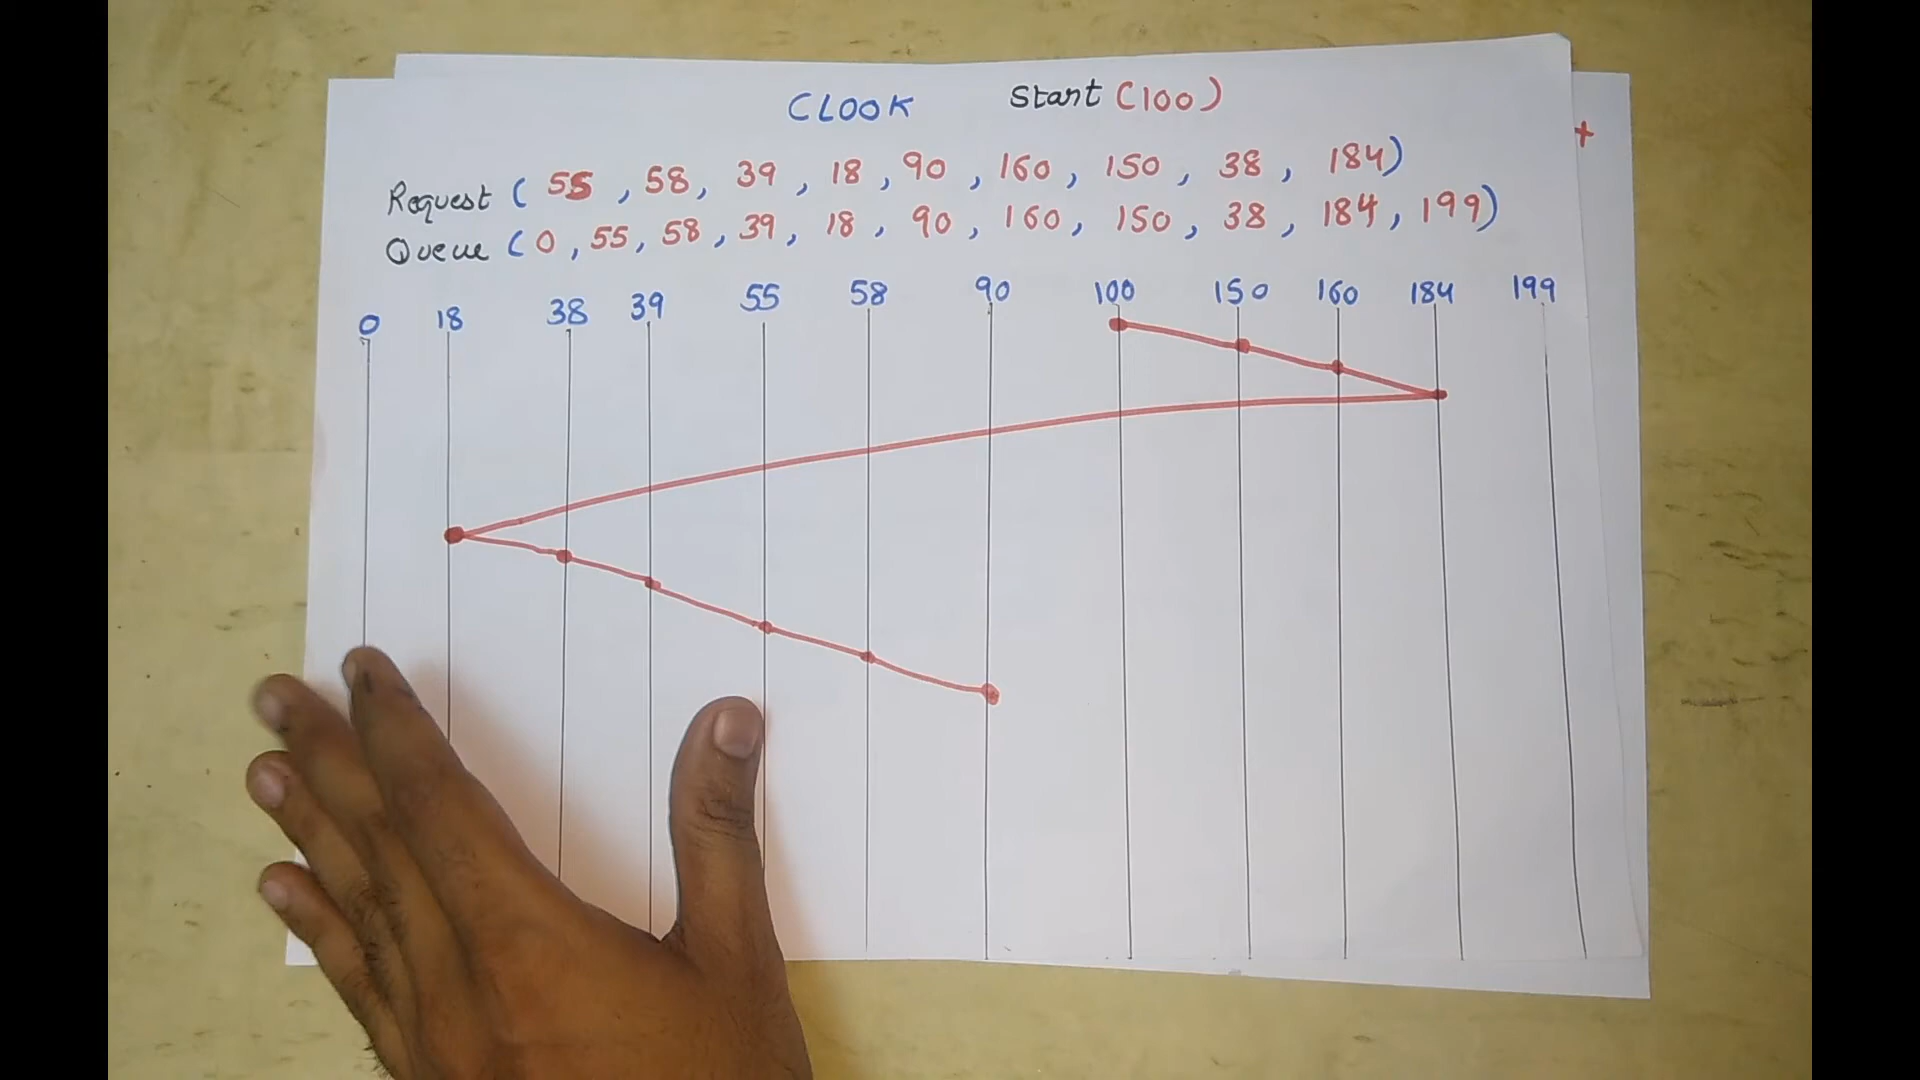 CLOOK Start (100)
Request ( 55 , 58, 39 , 18 , 90 , 160 , 150 , 38 , 184)
Queue ( 0 , 55 , 58 , 39 , 18 , 90 , 160 , 150 , 38 , 184 , 199)
0 18 38 39 55 58 90 100 150 160 184 199